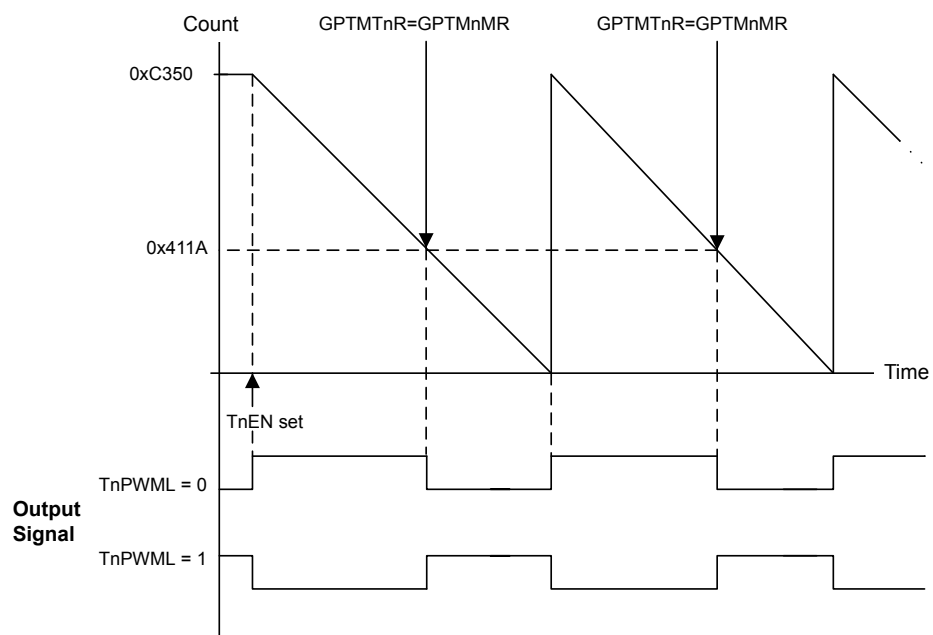 Count
GPTMTnR=GPTMnMR
GPTMTnR=GPTMnMR
0xC350
0x411A
Time
TnEN set
TnPWML = 0
Output
Signal
TnPWML = 1